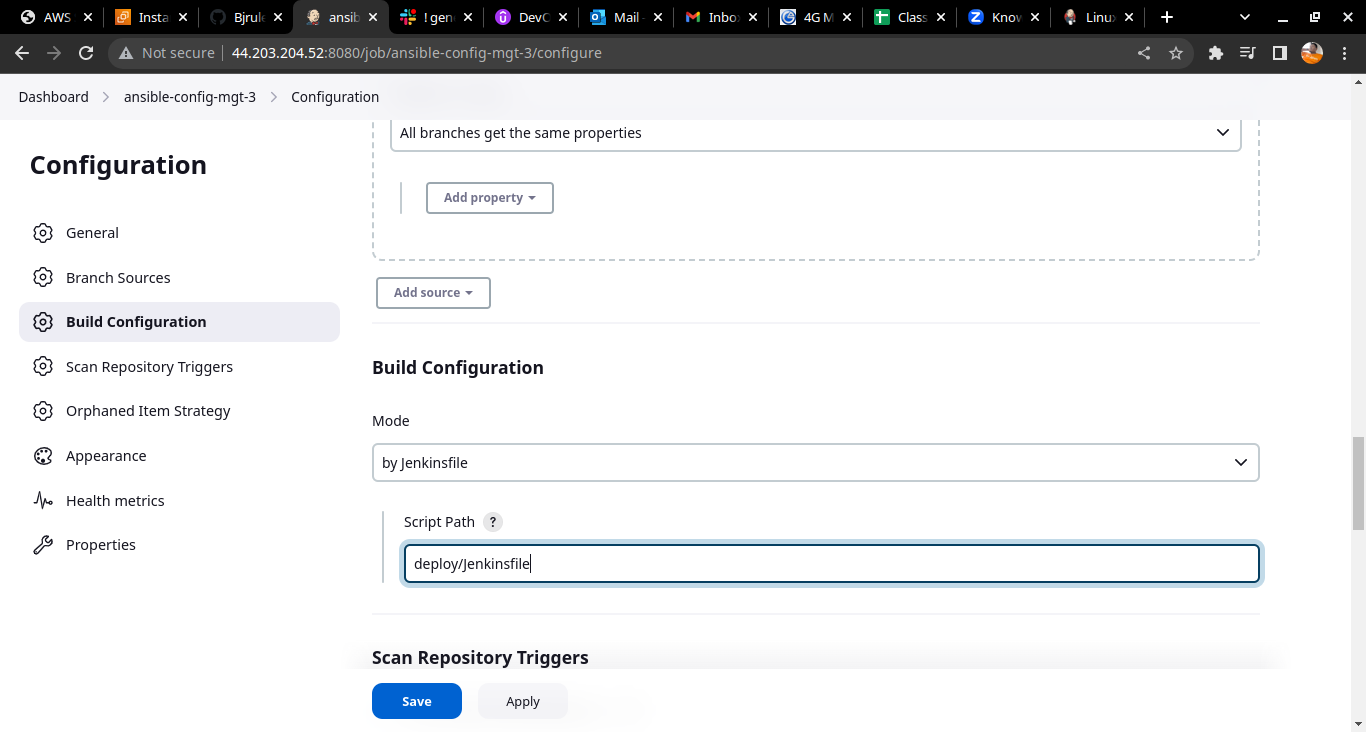 AWS
Insta
Bjrule
ansib
! gene
DevC
Mail -
Inbo
4G M
Class
Know
Linux
Not secure
44.203.204.52:8080/job/ansible-config-mgt-3/configure
Dashboard
ansible-config-mgt-3
Configuration
Configuration
General
Branch Sources
Build Configuration
Scan Repository Triggers
Orphaned Item Strategy
Appearance
Health metrics
Properties
All branches get the same properties
Add property
Add source
Build Configuration
Mode
by Jenkinsfile
Script Path ?
deploy/Jenkinsfile
Scan Repository Triggers
Save
Apply